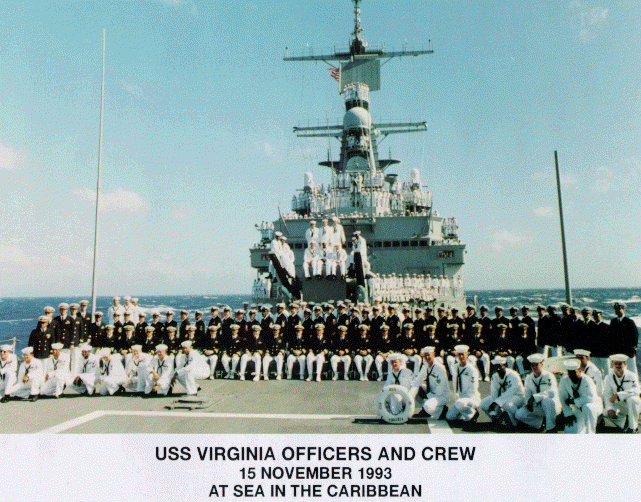 USS VIRGINIA OFFICERS AND CREW
15 NOVEMBER 1993
AT SEA IN THE CARIBBEAN